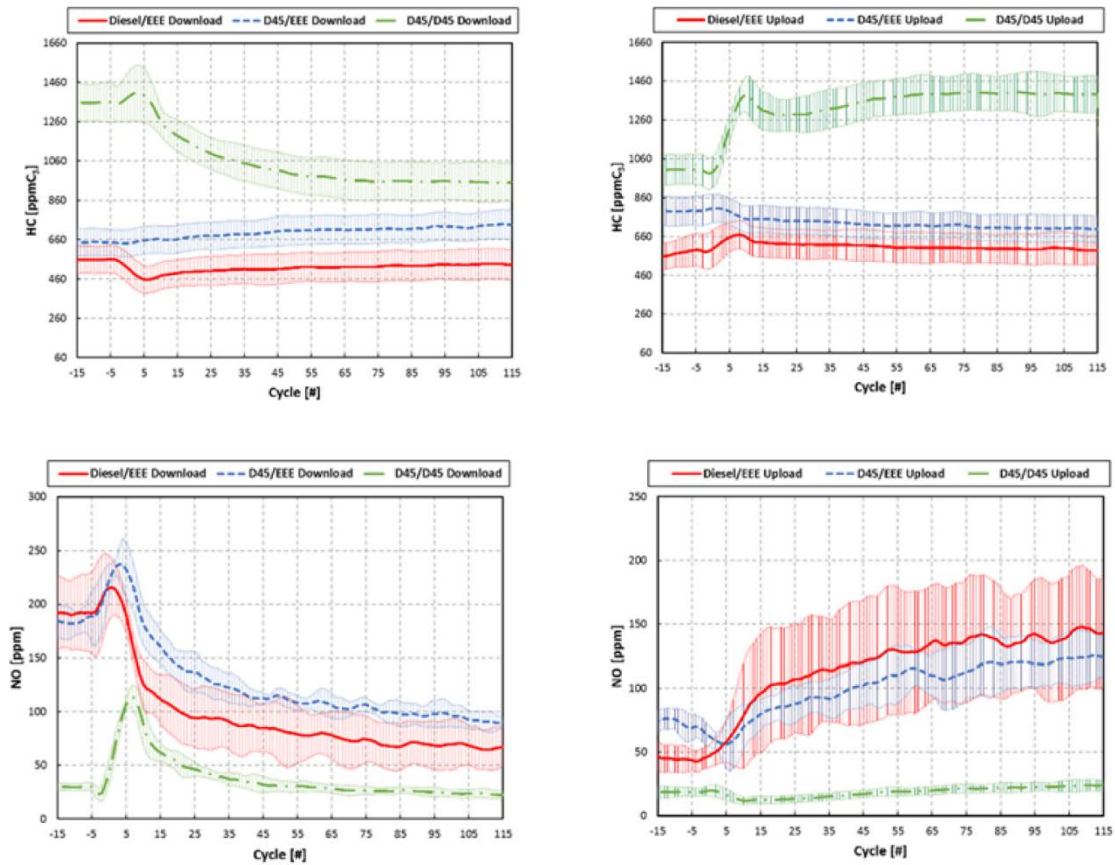 Diesel/EEE Download D45/EEE Download D45/D45 Download
1660
1460
1260
1060
860
660
460
260
60
HC [ppmC3]
-15 -5 5 15 25 35 45 55 65 75 85 95 105 115
Cycle [#]
Diesel/EEE Upload D45/EEE Upload D45/D45 Upload
1660
1460
1260
1060
860
660
460
260
60
HC [ppmC3]
-15 -5 5 15 25 35 45 55 65 75 85 95 105 115
Cycle [#]
Diesel/EEE Download D45/EEE Download D45/D45 Download
300
250
200
150
100
50
0
NO [ppm]
-15 -5 5 15 25 35 45 55 65 75 85 95 105 115
Cycle [#]
Diesel/EEE Upload D45/EEE Upload D45/D45 Upload
250
200
150
100
50
0
NO [ppm]
-15 -5 5 15 25 35 45 55 65 75 85 95 105 115
Cycle [#]